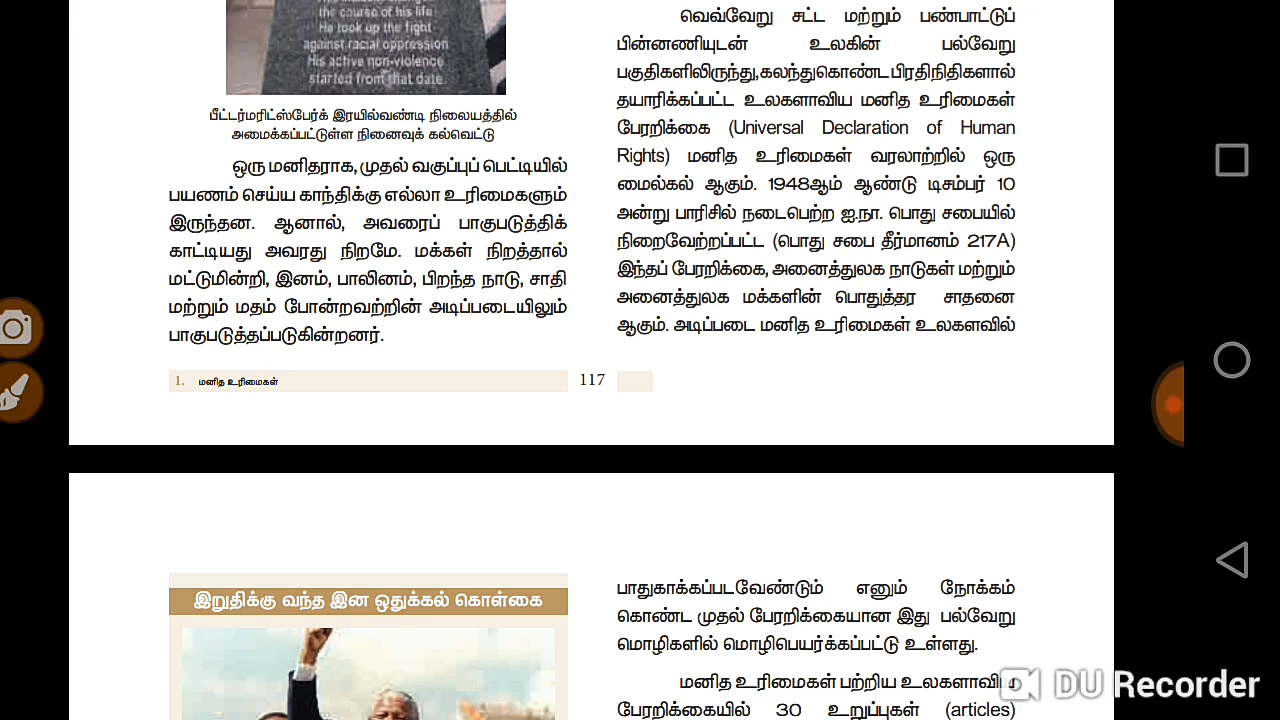 the course of his life
He took up the fight
against racial oppression
His active non-violence
started from that date.
பீட்டர்மரிட்ஸ்பேர்க் இரயில்வண்டி நிலையத்தில்
அமைக்கப்பட்டுள்ள நினைவுக் கல்வெட்டு
ஒரு மனிதராக, முதல் வகுப்புப் பெட்டியில்
பயணம் செய்ய காந்திக்கு எல்லா உரிமைகளும்
இருந்தன. ஆனால், அவரைப் பாகுபடுத்திக்
காட்டியது அவரது நிறமே. மக்கள் நிறத்தால்
மட்டுமின்றி, இனம், பாலினம், பிறந்த நாடு, சாதி
மற்றும் மதம் போன்றவற்றின் அடிப்படையிலும்
பாகுபடுத்தப்படுகின்றனர்.
வெவ்வேறு சட்ட மற்றும் பண்பாட்டுப்
பின்னணியுடன் உலகின் பல்வேறு
பகுதிகளிலிருந்து, கலந்துகொண்ட பிரதிநிதிகளால்
தயாரிக்கப்பட்ட உலகளாவிய மனித உரிமைகள்
பேரறிக்கை (Universal Declaration of Human
Rights) மனித உரிமைகள் வரலாற்றில் ஒரு
மைல்கல் ஆகும். 1948ஆம் ஆண்டு டிசம்பர் 10
அன்று பாரிசில் நடைபெற்ற ஐ.நா. பொது சபையில்
நிறைவேற்றப்பட்ட (பொது சபை தீர்மானம் 217A)
இந்தப் பேரறிக்கை, அனைத்துலக நாடுகள் மற்றும்
அனைத்துலக மக்களின் பொதுத்தர சாதனை
ஆகும். அடிப்படை மனித உரிமைகள் உலகளவில்
1. மனித உரிமைகள்
117
இறுதிக்கு வந்த இன ஒதுக்கல் கொள்கை
பாதுகாக்கப்படவேண்டும் எனும் நோக்கம்
கொண்ட முதல் பேரறிக்கையான இது பல்வேறு
மொழிகளில் மொழிபெயர்க்கப்பட்டு உள்ளது.
மனித உரிமைகள் பற்றிய உலகளாவிய
பேரறிக்கையில் 30 உறுப்புகள் (articles)
DU Recorder